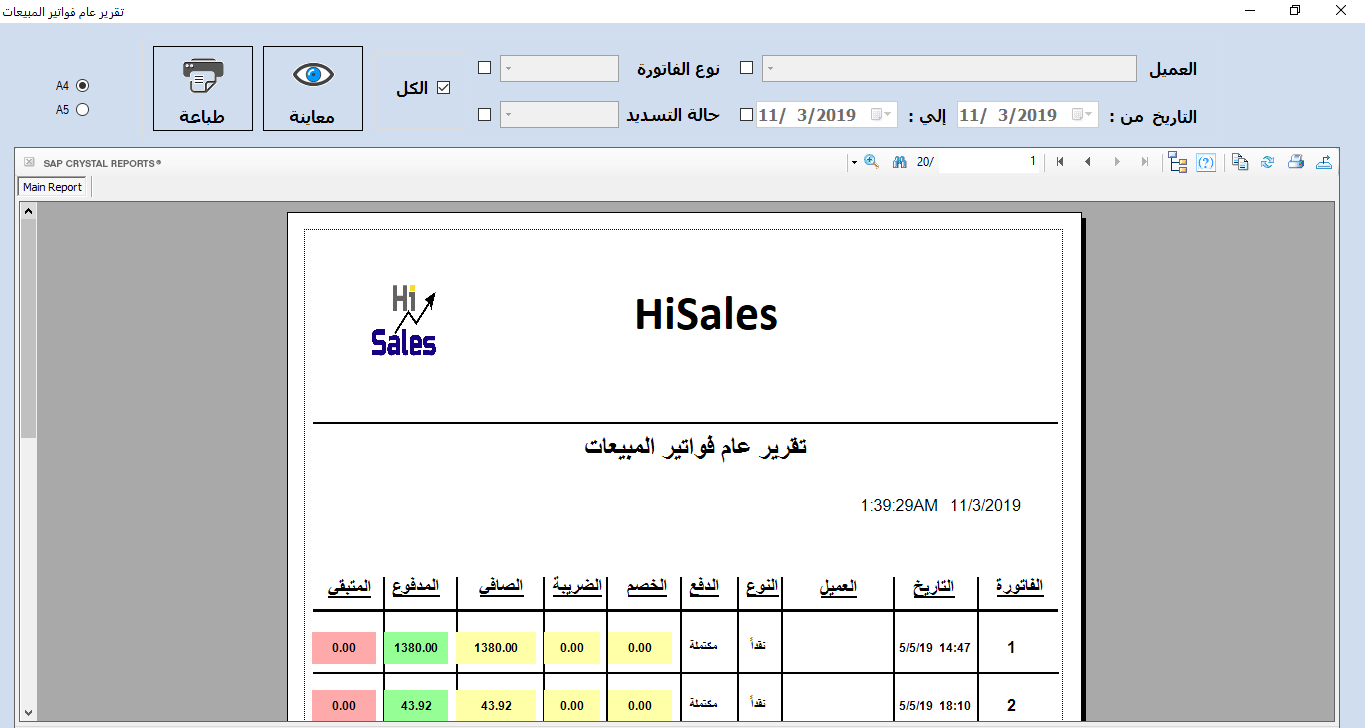 تقرير عام فواتير المبيعات
العميل
نوع الفاتورة
الكل
معاينة
طباعة
A4
A5
التاريخ من :
11/ 3/2019
إلي :
11/ 3/2019
حالة التسديد
SAP CRYSTAL REPORTS®
20/ 1
Main Report
Hi
Sales
HiSales
تقرير عام فواتير المبيعات
1:39:29AM 11/3/2019
الفاتورة التاريخ العميل النوع الدفع الخصم الضريبة الصافي المدفوع المتبقي
1 5/5/19 14:47 نقداً مكتملة 0.00 0.00 1380.00 1380.00 0.00
2 5/5/19 18:10 نقداً مكتملة 0.00 0.00 43.92 43.92 0.00